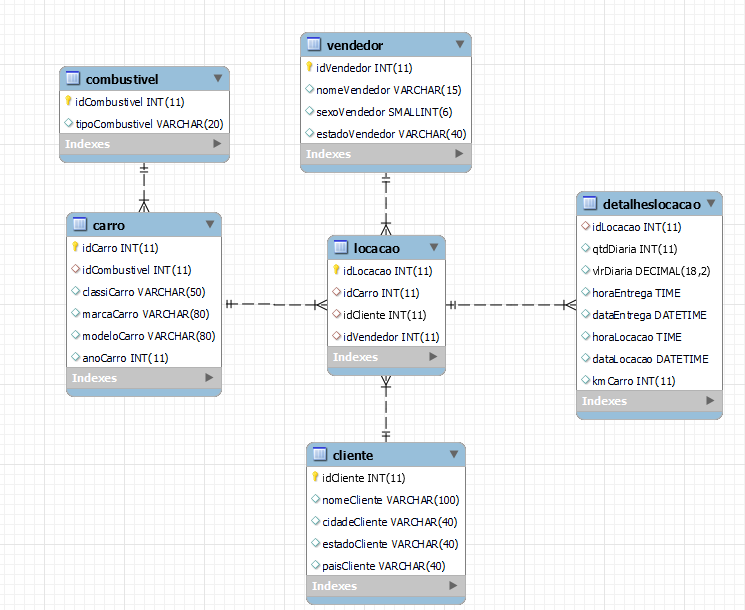 combustivel
idCombustivel INT(11)
tipoCombustivel VARCHAR(20)
Indexes
vendedor
idVendedor INT(11)
nomeVendedor VARCHAR(15)
sexoVendedor SMALLINT(6)
estadoVendedor VARCHAR(40)
Indexes
carro
idCarro INT(11)
idCombustivel INT(11)
classiCarro VARCHAR(50)
marcaCarro VARCHAR(80)
modeloCarro VARCHAR(80)
anoCarro INT(11)
Indexes
locacao
idLocacao INT(11)
idCarro INT(11)
idCliente INT(11)
idVendedor INT(11)
Indexes
detalheslocacao
idLocacao INT(11)
qtdDiaria INT(11)
vlrDiaria DECIMAL(18,2)
horaEntrega TIME
dataEntrega DATETIME
horaLocacao TIME
dataLocacao DATETIME
kmCarro INT(11)
Indexes
cliente
idCliente INT(11)
nomeCliente VARCHAR(100)
cidadeCliente VARCHAR(40)
estadoCliente VARCHAR(40)
paisCliente VARCHAR(40)
Indexes